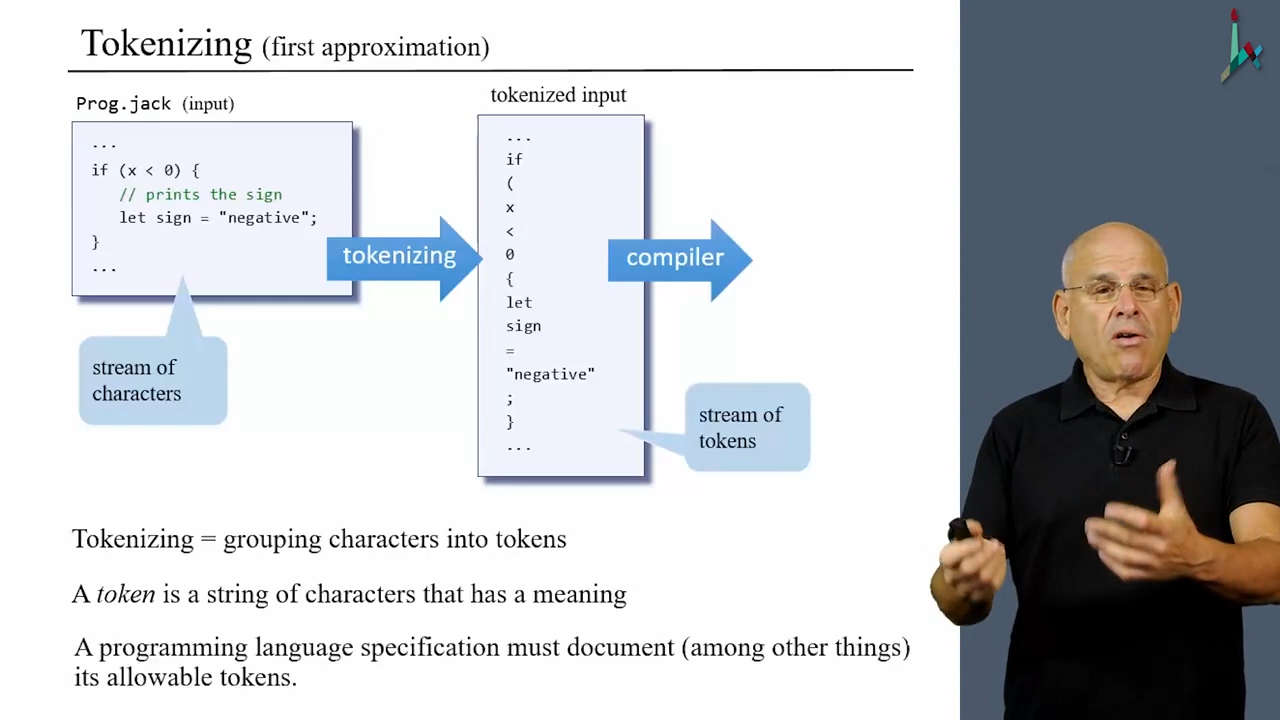 Tokenizing (first approximation)
Prog.jack (input)
...
if (x < 0) {
// prints the sign
let sign = "negative";
}
...
stream of
characters
tokenizing
tokenized input
...
if
(
x
<
0
{
let
sign
=
"negative"
;
}
...
compiler
stream of
tokens
Tokenizing = grouping characters into tokens
A token is a string of characters that has a meaning
A programming language specification must document (among other things)
its allowable tokens.